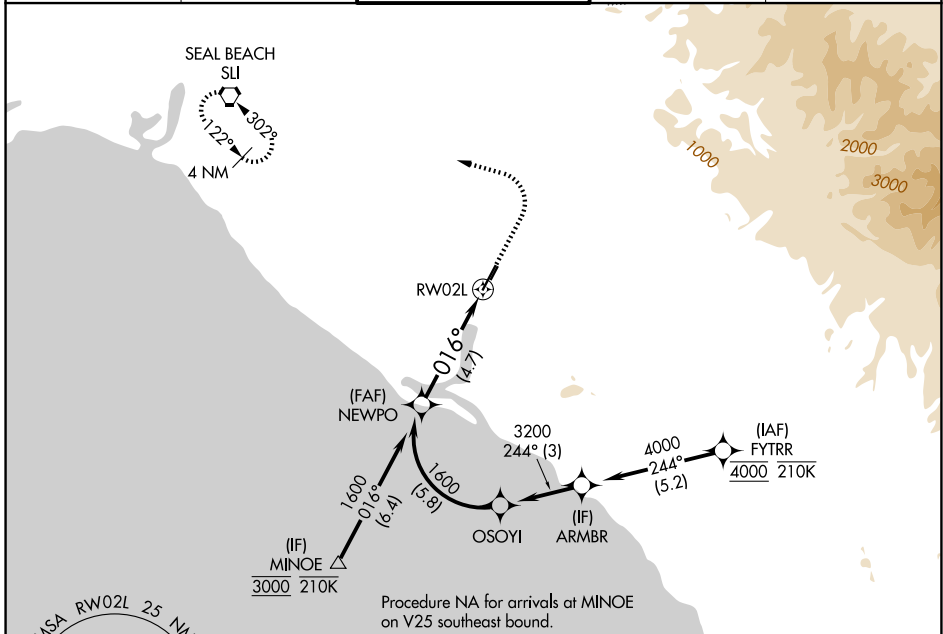 SEAL BEACH
SLI
302°
122°
4 NM
1000
2000
3000
RW02L
016°
(4.7)
(FAF)
NEWPO
3200
244° (3)
4000
244°
(5.2)
(IAF)
FYTRR
4000 210K
1600
(5.8)
1600
016°
(6.4)
OSOYI
(IF)
ARMBR
(IF)
MINOE
3000 210K
Procedure NA for arrivals at MINOE
on V25 southeast bound.
MSA RW02L 25 NM